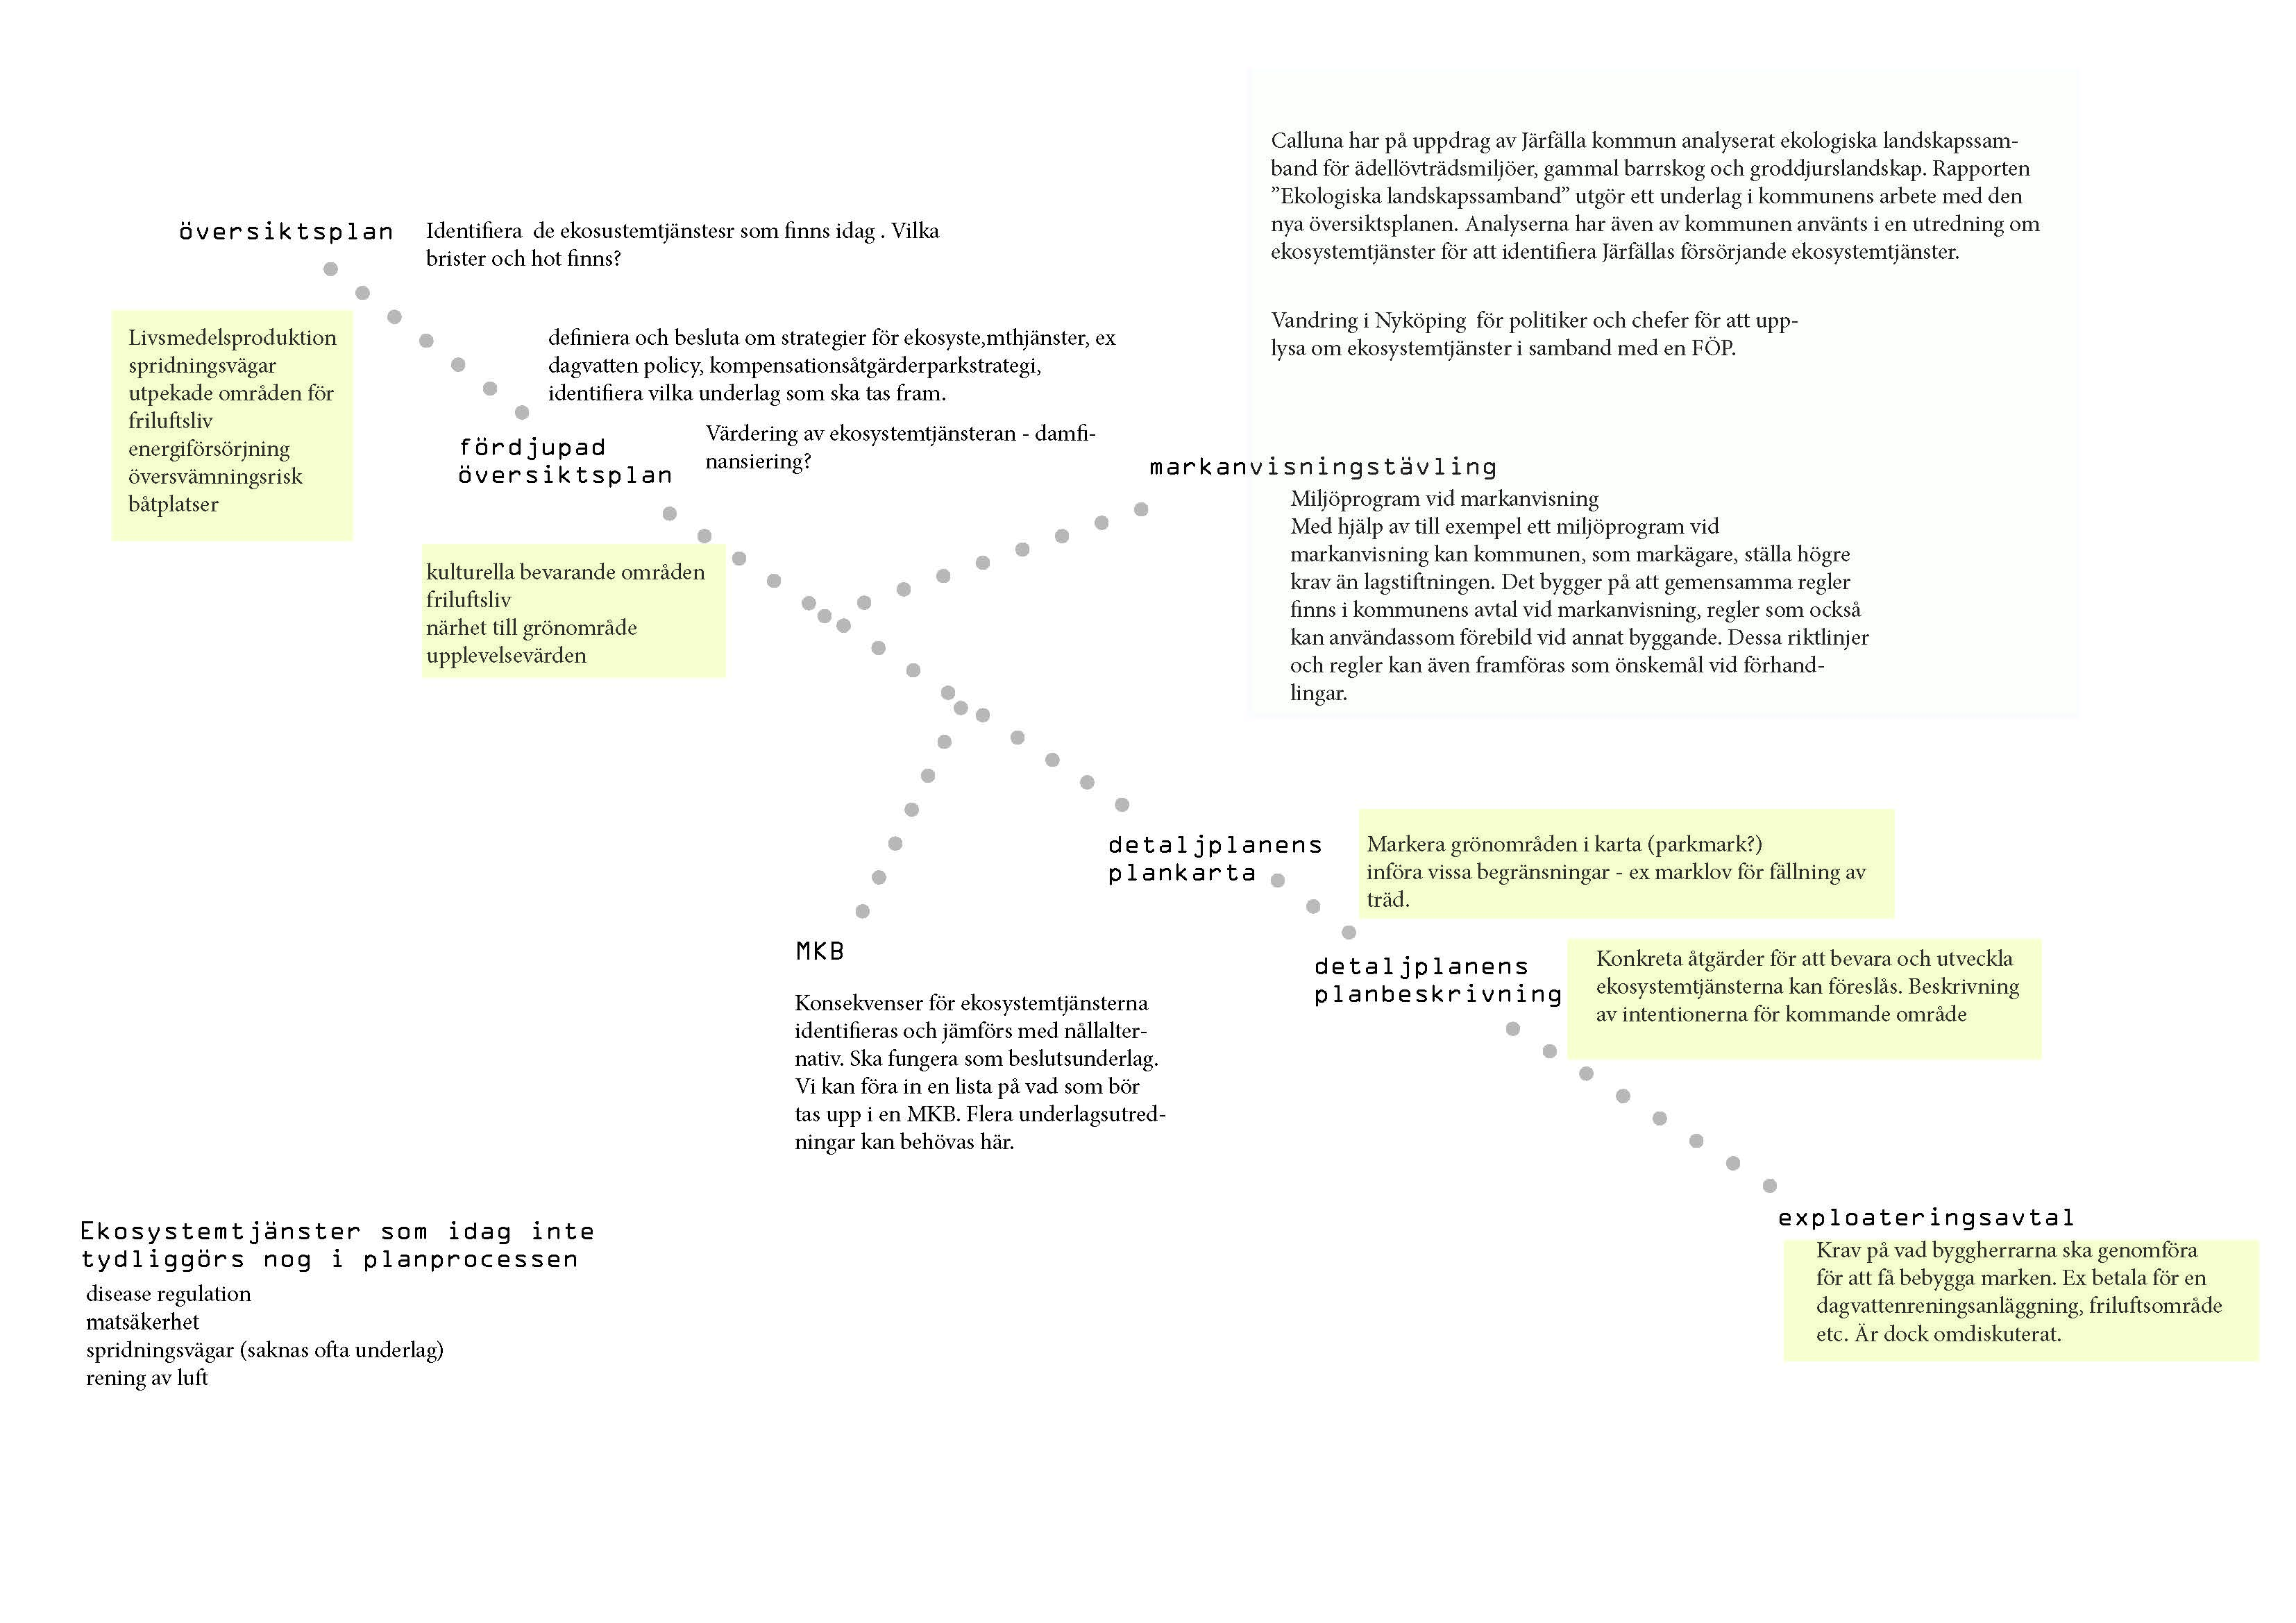 Calluna har på uppdrag av Järfälla kommun analyserat ekologiska landskapssam-
band för ädellövträdsmiljöer, gammal barrskog och groddjurslandskap. Rapporten
”Ekologiska landskapssamband” utgör ett underlag i kommunens arbete med den
nya översiktsplanen. Analyserna har även av kommunen använts i en utredning om
ekosystemtjänster för att identifiera Järfällas försörjande ekosystemtjänster.
Vandring i Nyköping för politiker och chefer för att upp-
lysa om ekosystemtjänster i samband med en FÖP.
översiktsplan
Identifiera de ekosustemtjänstesr som finns idag . Vilka
brister och hot finns?
Livsmedelsproduktion
spridningsvägar
utpekade områden för
friluftsliv
energiförsörjning
översvämningsrisk
båtplatser
definiera och besluta om strategier för ekosyste,mthjänster, ex
dagvatten policy, kompensationsåtgärderparkstrategi,
identifiera vilka underlag som ska tas fram.
fördjupad
översiktsplan
Värdering av ekosystemtjänsteran - damfi-
nansiering?
kulturella bevarande områden
friluftsliv
närhet till grönområde
upplevelsevärden
markanvisningstävling
Miljöprogram vid markanvisning
Med hjälp av till exempel ett miljöprogram vid
markanvisning kan kommunen, som markägare, ställa högre
krav än lagstiftningen. Det bygger på att gemensamma regler
finns i kommunens avtal vid markanvisning, regler som också
kan användassom förebild vid annat byggande. Dessa riktlinjer
och regler kan även framföras som önskemål vid förhand-
lingar.
detaljplanens
plankarta
Markera grönområden i karta (parkmark?)
införa vissa begränsningar - ex marklov för fällning av
träd.
MKB
Konsekvenser för ekosystemtjänsterna
identifieras och jämförs med nållalter-
nativ. Ska fungera som beslutsunderlag.
Vi kan föra in en lista på vad som bör
tas upp i en MKB. Flera underlagsutred-
ningar kan behövas här.
detaljplanens
planbeskrivning
Konkreta åtgärder för att bevara och utveckla
ekosystemtjänsterna kan föreslås. Beskrivning
av intentionerna för kommande område
exploateringsavtal
Krav på vad byggherrarna ska genomföra
för att få bebygga marken. Ex betala för en
dagvattenreningsanläggning, friluftsområde
etc. Är dock omdiskuterat.
Ekosystemtjänster som idag inte
tydliggörs nog i planprocessen
disease regulation
matsäkerhet
spridningsvägar (saknas ofta underlag)
rening av luft